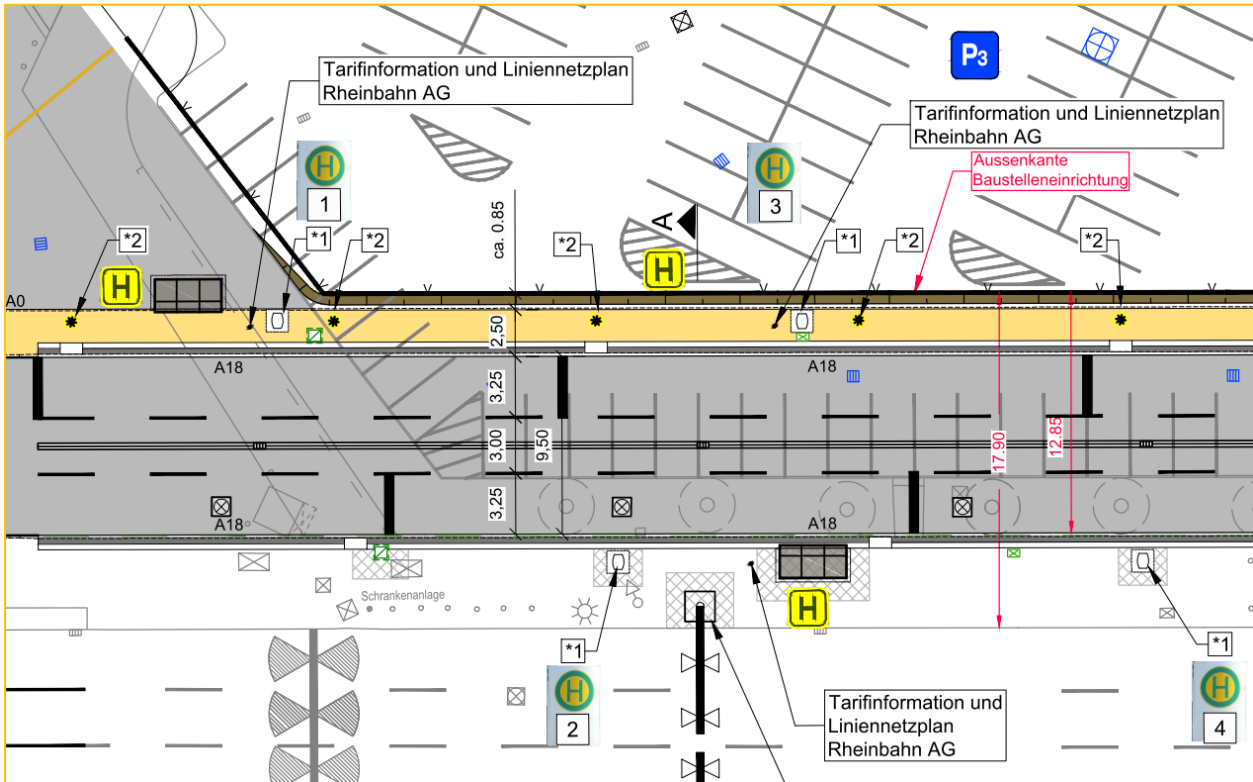 P3
Tarifinformation und Liniennetzplan
Rheinbahn AG
Tarifinformation und Liniennetzplan
Rheinbahn AG
Aussenkante
Baustelleneinrichtung
H
1
H
3
*2
*1
*2
ca. 0.85
*2
A
*1
*2
*2
H
H
A0
2,50
A18
A18
3,25
3,00
9,50
17.90
12.85
3,25
A18
A18
Schrankenanlage
H
*1
*1
H
2
H
4
Tarifinformation und
Liniennetzplan
Rheinbahn AG